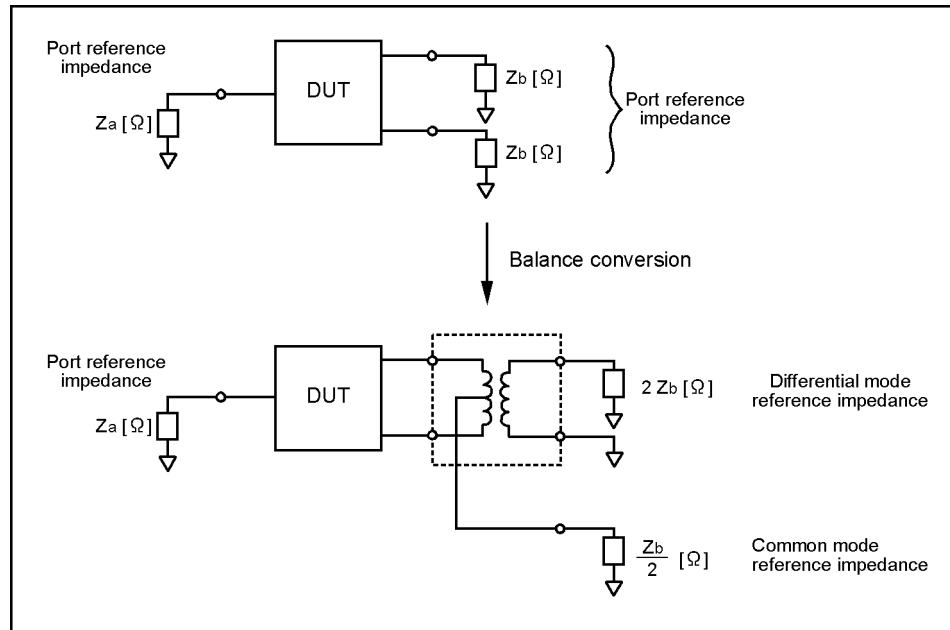 Port reference
impedance
Za [Ω]
DUT
Zb [Ω]
Zb [Ω]
Port reference
impedance
Balance conversion
Port reference
impedance
Za [Ω]
DUT
2 Zb [Ω]
Differential mode
reference impedance
Zb
2
[Ω]
Common mode
reference impedance